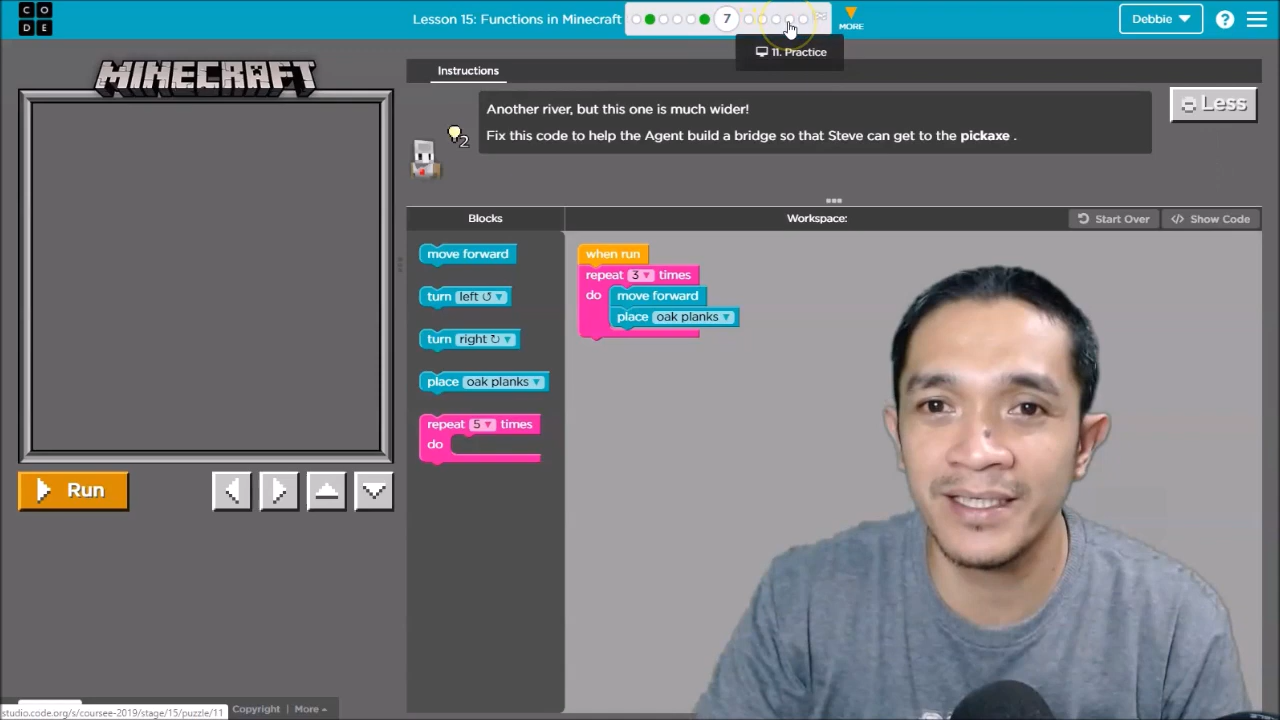 C O
D E
Lesson 15: Functions in Minecraft
7
MORE
Debbie
?
11. Practice
MINECRAFT
Instructions
Another river, but this one is much wider!
Fix this code to help the Agent build a bridge so that Steve can get to the pickaxe .
2
Less
Blocks
Workspace:
Start Over
</> Show Code
move forward
turn left ↺
turn right ↻
place oak planks
repeat 5 times
do
when run
repeat 3 times
do
move forward
place oak planks
Run
studio.code.org/s/coursee-2019/stage/15/puzzle/11
Copyright
More